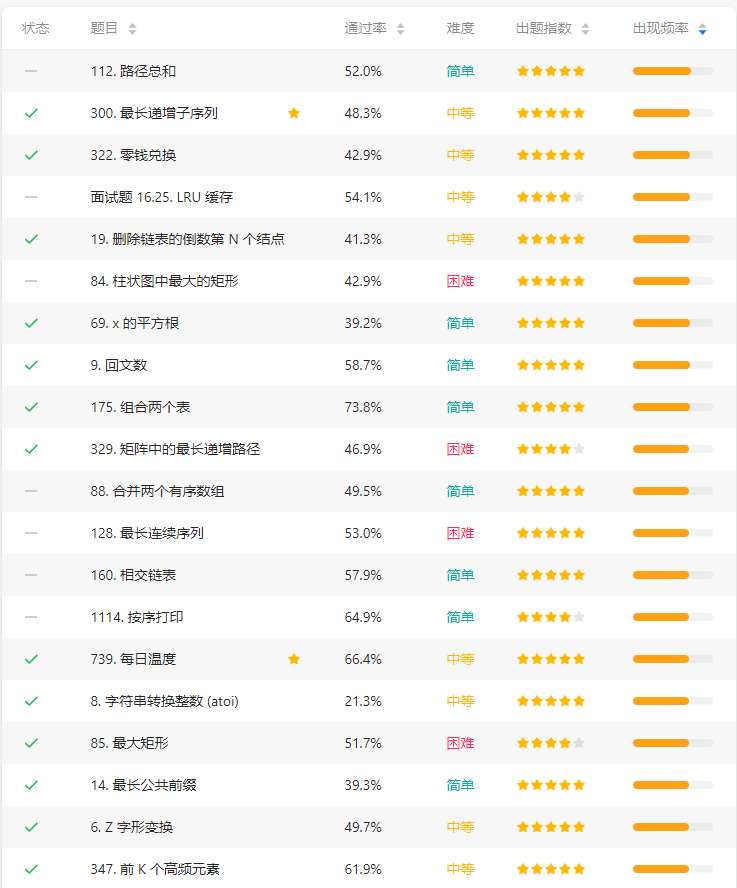 状态 题目 通过率 难度 出题指数 出现频率
112. 路径总和 52.0% 简单
300. 最长递增子序列 48.3% 中等
322. 零钱兑换 42.9% 中等
面试题 16.25. LRU 缓存 54.1% 中等
19. 删除链表的倒数第 N 个结点 41.3% 中等
84. 柱状图中最大的矩形 42.9% 困难
69. x 的平方根 39.2% 简单
9. 回文数 58.7% 简单
175. 组合两个表 73.8% 简单
329. 矩阵中的最长递增路径 46.9% 困难
88. 合并两个有序数组 49.5% 简单
128. 最长连续序列 53.0% 困难
160. 相交链表 57.9% 简单
1114. 按序打印 64.9% 简单
739. 每日温度 66.4% 中等
8. 字符串转换整数 (atoi) 21.3% 中等
85. 最大矩形 51.7% 困难
14. 最长公共前缀 39.3% 简单
6. Z 字形变换 49.7% 中等
347. 前 K 个高频元素 61.9% 中等